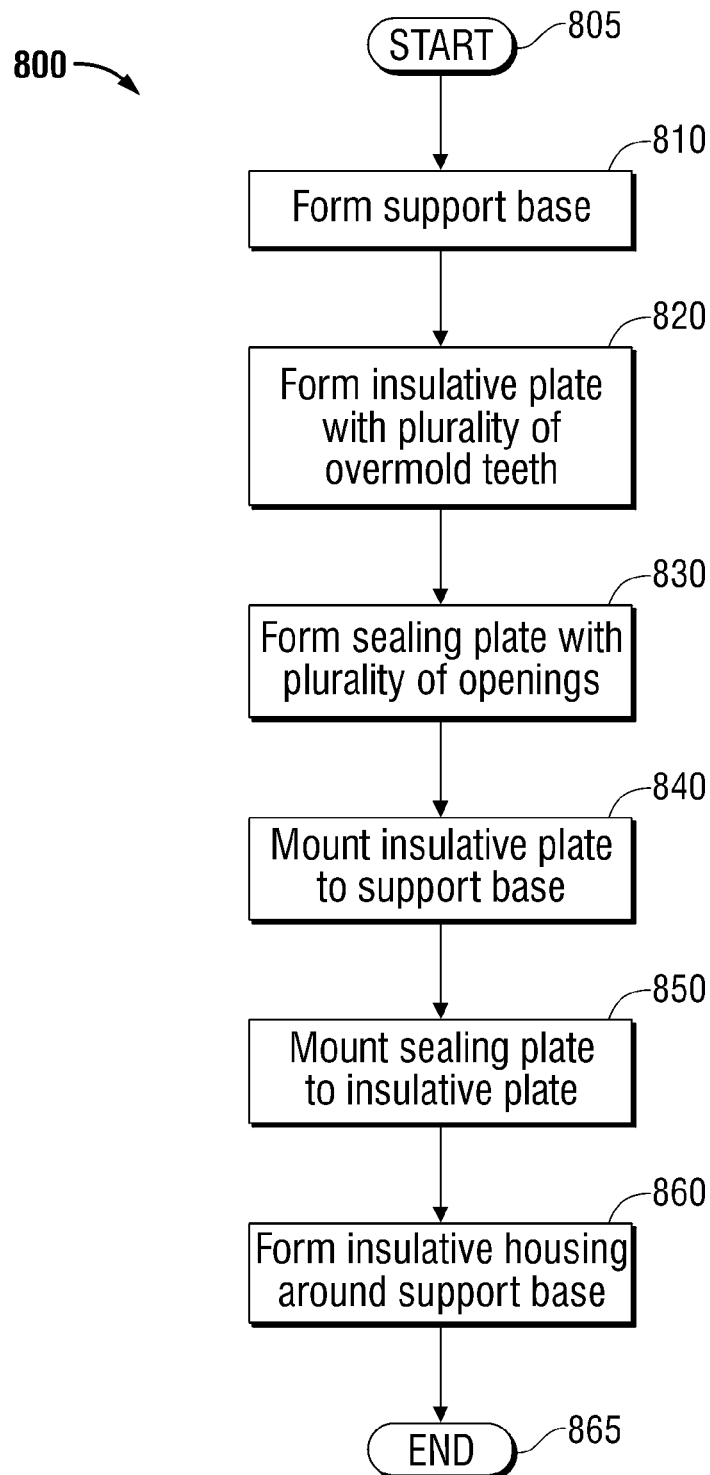 800
START
805
810
Form support base
820
Form insulative plate
with plurality of
overmold teeth
830
Form sealing plate with
plurality of openings
840
Mount insulative plate
to support base
850
Mount sealing plate
to insulative plate
860
Form insulative housing
around support base
END
865